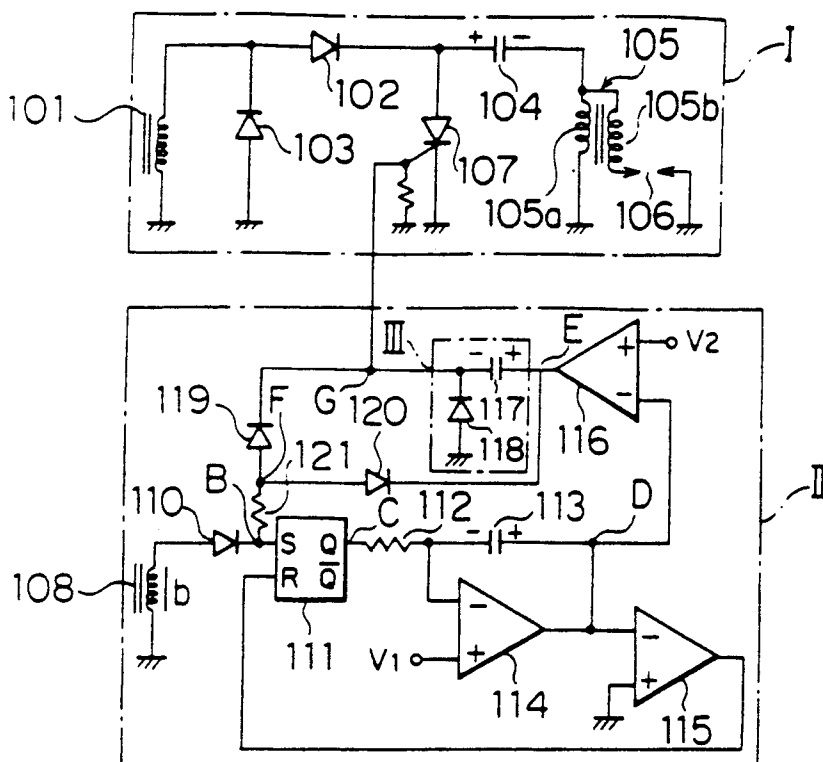 I
101
102
+ -
104
105
103
107
105a
105b
106
III
E
V2
G
- +
+
-
117
118
116
F
119
120
121
B
110
C
112
113
- +
D
II
S Q
R Q̅
108
b
111
-
+
V1
114
-
+
115